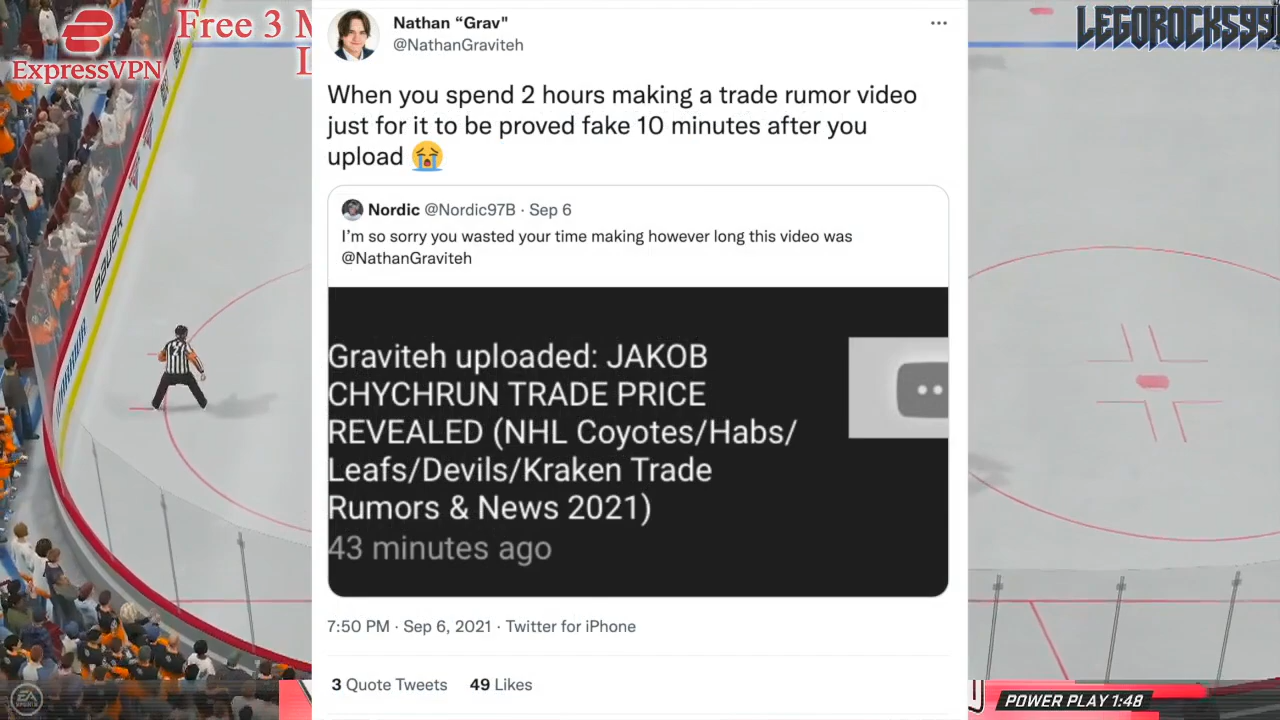 ExpressVPN
Free 3 M
L
LEGOROCKS99!
Nathan “Grav"
@NathanGraviteh
When you spend 2 hours making a trade rumor video
just for it to be proved fake 10 minutes after you
upload 😭
Nordic @Nordic97B · Sep 6
I'm so sorry you wasted your time making however long this video was
@NathanGraviteh
Graviteh uploaded: JAKOB
CHYCHRUN TRADE PRICE
REVEALED (NHL Coyotes/Habs/
Leafs/Devils/Kraken Trade
Rumors & News 2021)
43 minutes ago
7:50 PM · Sep 6, 2021 · Twitter for iPhone
3 Quote Tweets 49 Likes
BAUER
POWER PLAY 1:48